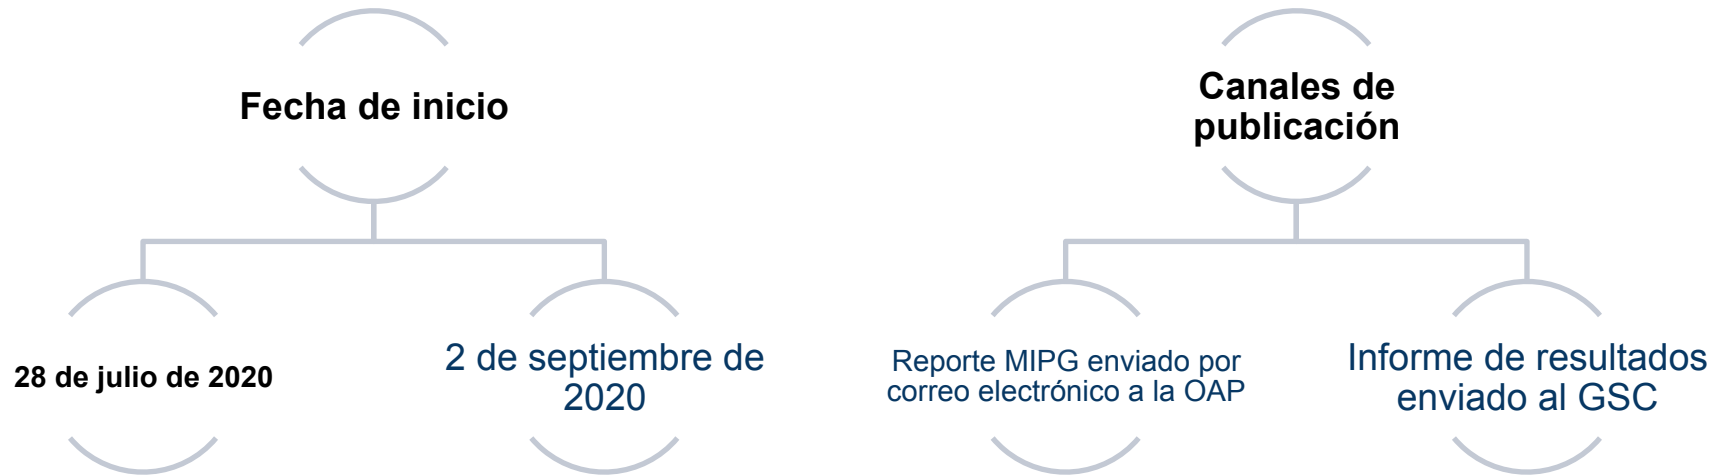 Fecha de inicio
28 de julio de 2020
2 de septiembre de
2020
Canales de
publicación
Reporte MIPG enviado por
correo electrónico a la OAP
Informe de resultados
enviado al GSC